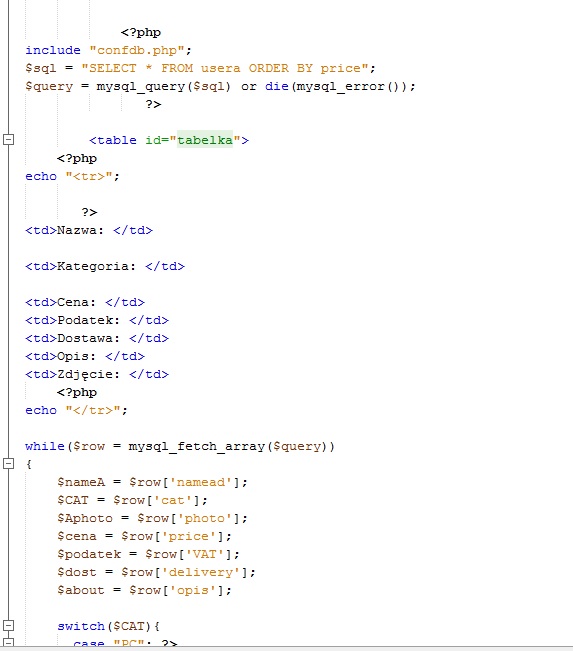 <?php
include "confdb.php";
$sql = "SELECT * FROM usera ORDER BY price";
$query = mysql_query($sql) or die(mysql_error());
?>
<table id="tabelka">
<?php
echo "<tr>";
?>
<td>Nazwa: </td>
<td>Kategoria: </td>
<td>Cena: </td>
<td>Podatek: </td>
<td>Dostawa: </td>
<td>Opis: </td>
<td>Zdjęcie: </td>
<?php
echo "</tr>";
while($row = mysql_fetch_array($query))
{
$nameA = $row['namead'];
$CAT = $row['cat'];
$Aphoto = $row['photo'];
$cena = $row['price'];
$podatek = $row['VAT'];
$dost = $row['delivery'];
$about = $row['opis'];
switch($CAT){
case "PC": ?>